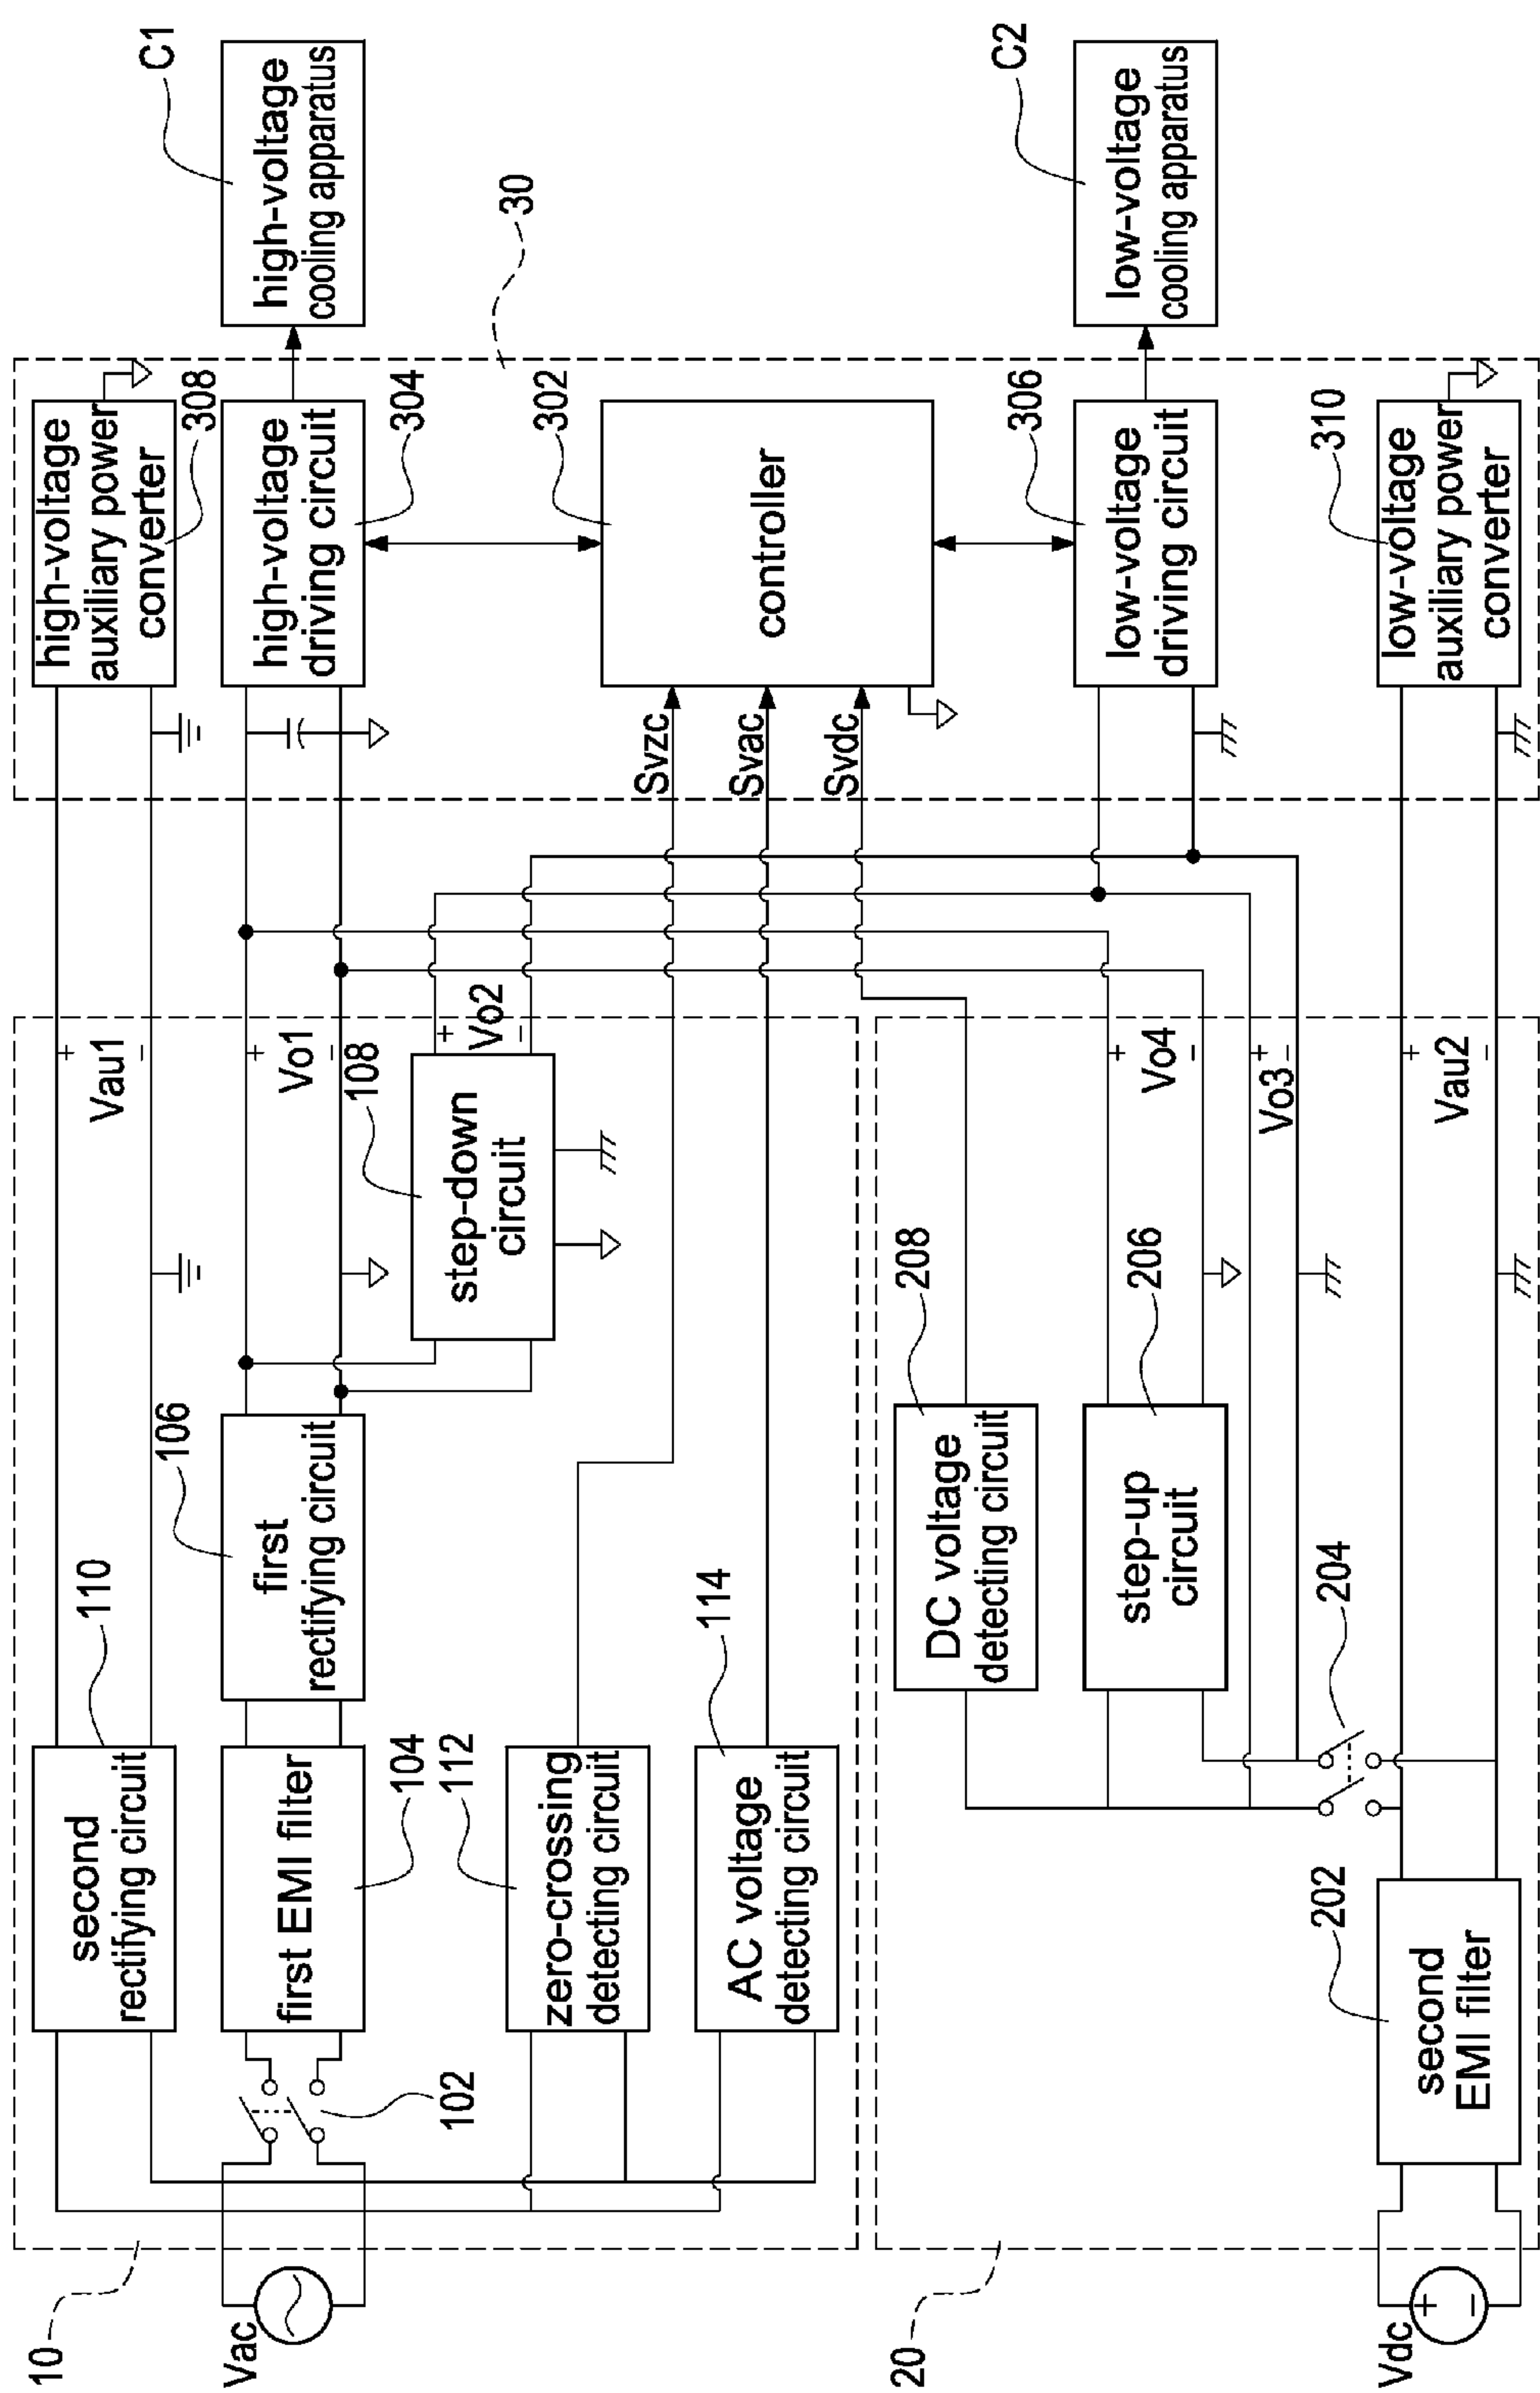 10
Vac
second
rectifying circuit
110
first EMI filter
104
102
first
rectifying circuit
106
zero-crossing
detecting circuit
112
AC voltage
detecting circuit
114
step-down
circuit
108
+
Vau1
−
+
Vo1
−
+
Vo2
−
20
Vdc
+
−
second
EMI filter
202
204
DC voltage
detecting circuit
208
step-up
circuit
206
+
Vo4
−
+
Vo3
−
+
Vau2
−
30
high-voltage
auxiliary power
converter
308
high-voltage
driving circuit
304
Svzc
Svac
Svdc
controller
302
low-voltage
driving circuit
306
low-voltage
auxiliary power
converter
310
high-voltage
cooling apparatus
C1
low-voltage
cooling apparatus
C2